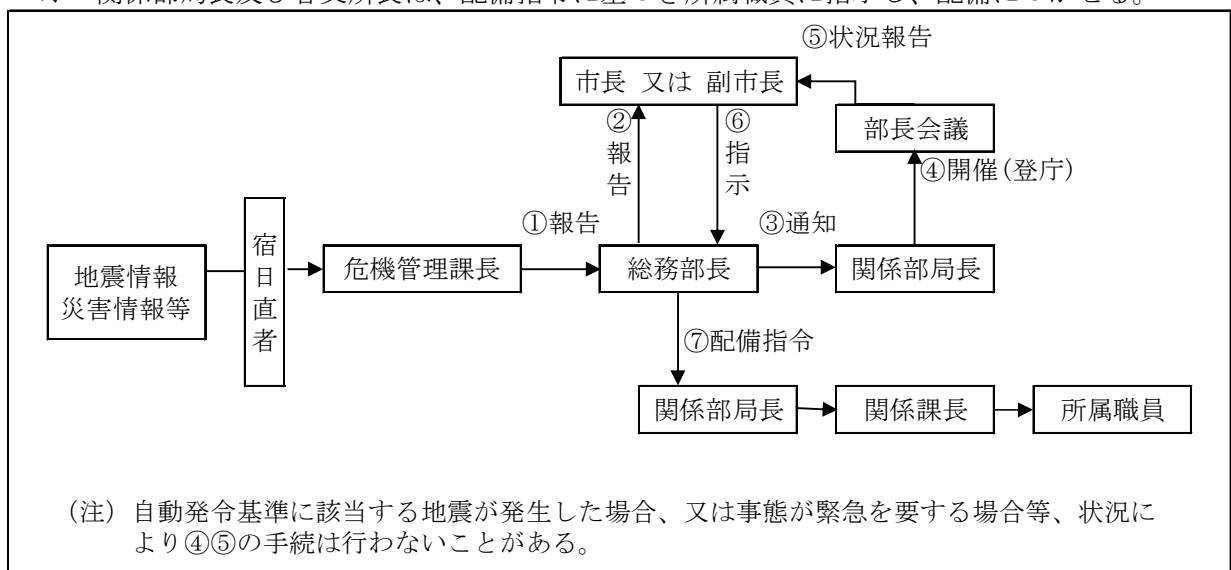 ⑤状況報告
市長 又は 副市長
②報告
⑥指示
部長会議
④開催(登庁)
①報告
③通知
地震情報
災害情報等
宿日直者
危機管理課長
総務部長
関係部局長
⑦配備指令
関係部局長
関係課長
所属職員
(注) 自動発令基準に該当する地震が発生した場合、又は事態が緊急を要する場合等、状況に
より④⑤の手続は行わないことがある。